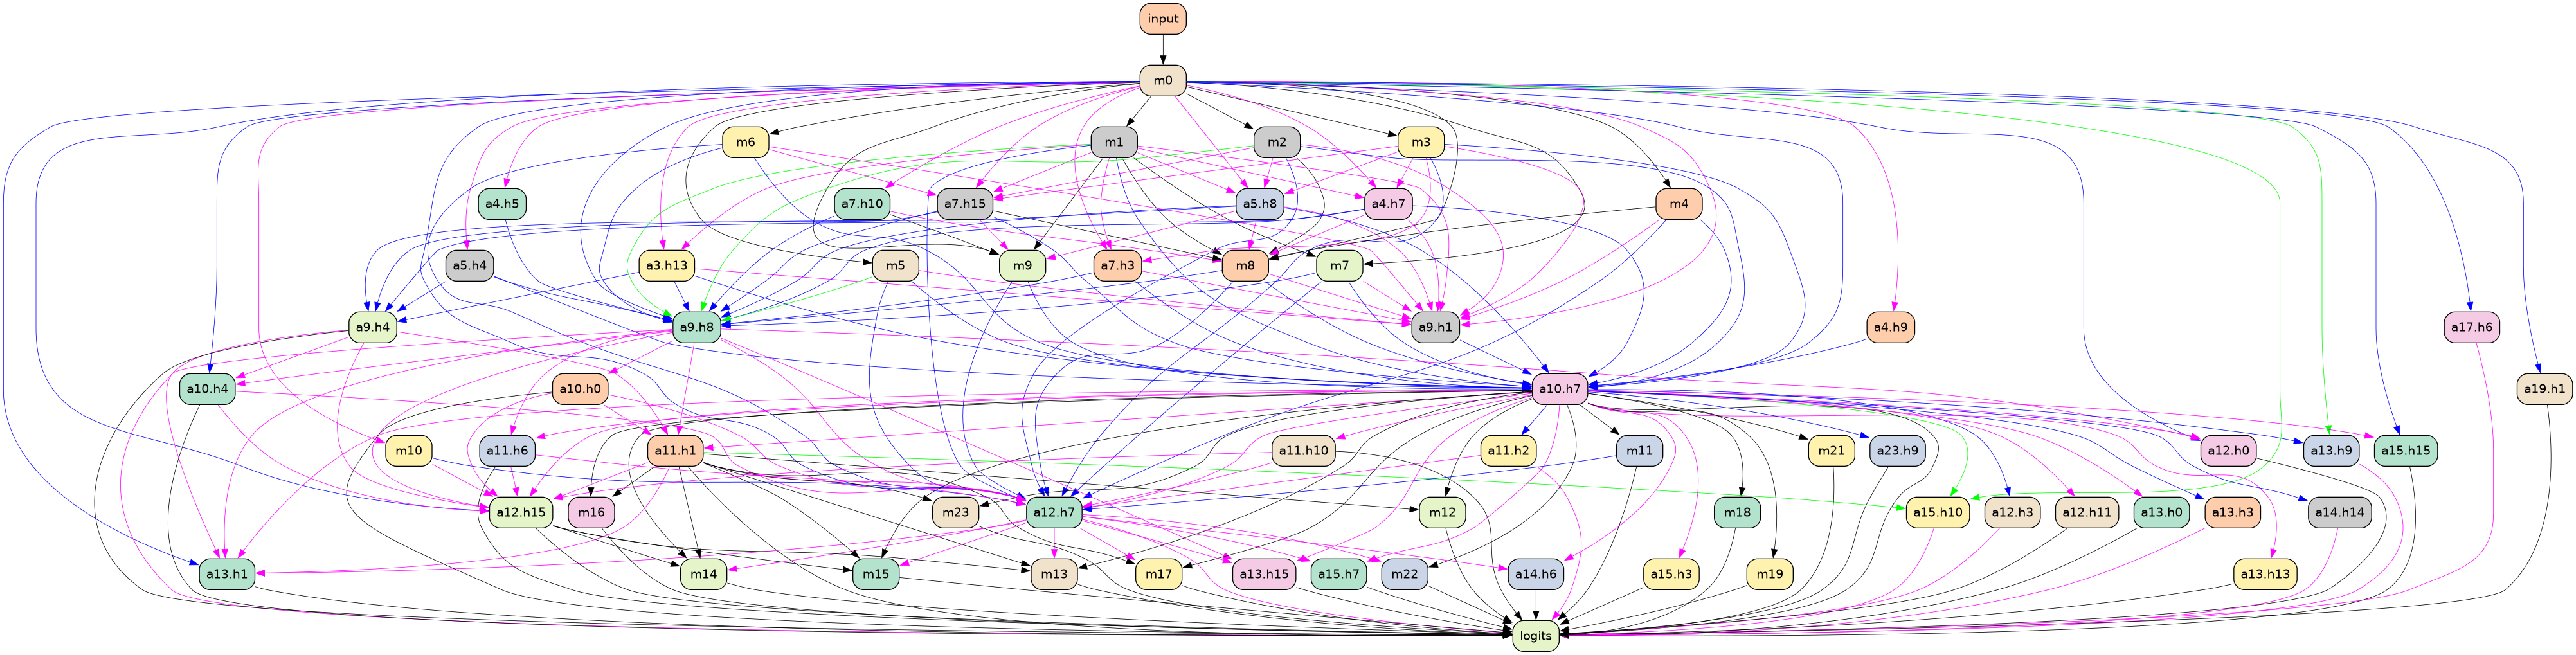 input
m0
m6 m1 m2 m3
a4.h5 a7.h10 a7.h15 a5.h8 a4.h7 m4
a5.h4 a3.h13 m5 m9 a7.h3 m8 m7
a9.h4 a9.h8 a9.h1 a4.h9 a17.h6
a10.h4 a10.h0 a10.h7 a19.h1
m10 a11.h6 a11.h1 a11.h10 a11.h2 m11 m21 a23.h9 a12.h0 a13.h9 a15.h15
a12.h15 m16 m23 a12.h7 m12 m18 a15.h10 a12.h3 a12.h11 a13.h0 a13.h3 a14.h14
a13.h1 m14 m15 m13 m17 a13.h15 a15.h7 m22 a14.h6 a15.h3 m19 a13.h13
logits